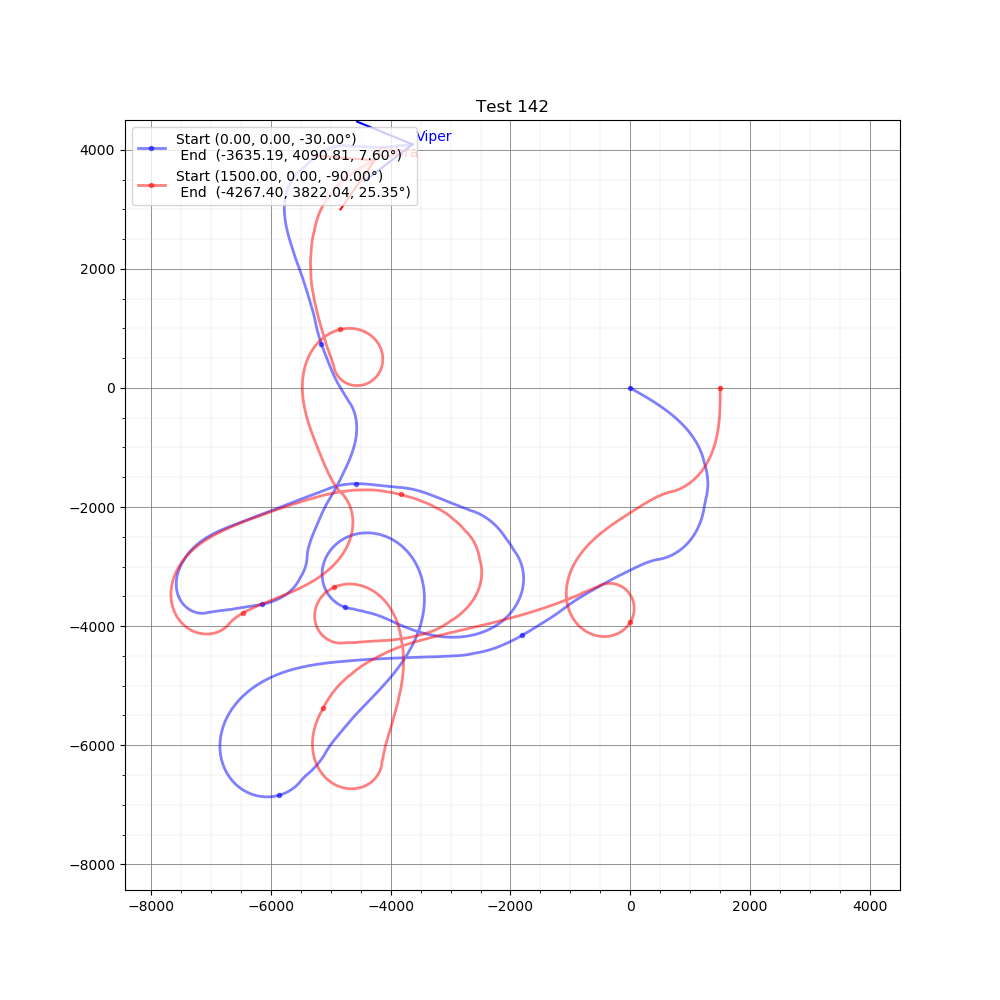 Test 142
Viper
Start (0.00, 0.00, -30.00°)
End  (-3635.19, 4090.81, 7.60°)
Start (1500.00, 0.00, -90.00°)
End  (-4267.40, 3822.04, 25.35°)
4000
2000
0
−2000
−4000
−6000
−8000
−8000 −6000 −4000 −2000 0 2000 4000